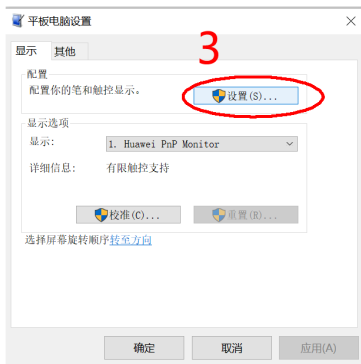 平板电脑设置
显示 其他
3
配置
配置你的笔和触控显示。
设置(S)...
显示选项
显示: 1. Huawei PnP Monitor
详细信息: 有限触控支持
校准(C)... 重置(R)...
选择屏幕旋转顺序转至方向
确定 取消 应用(A)